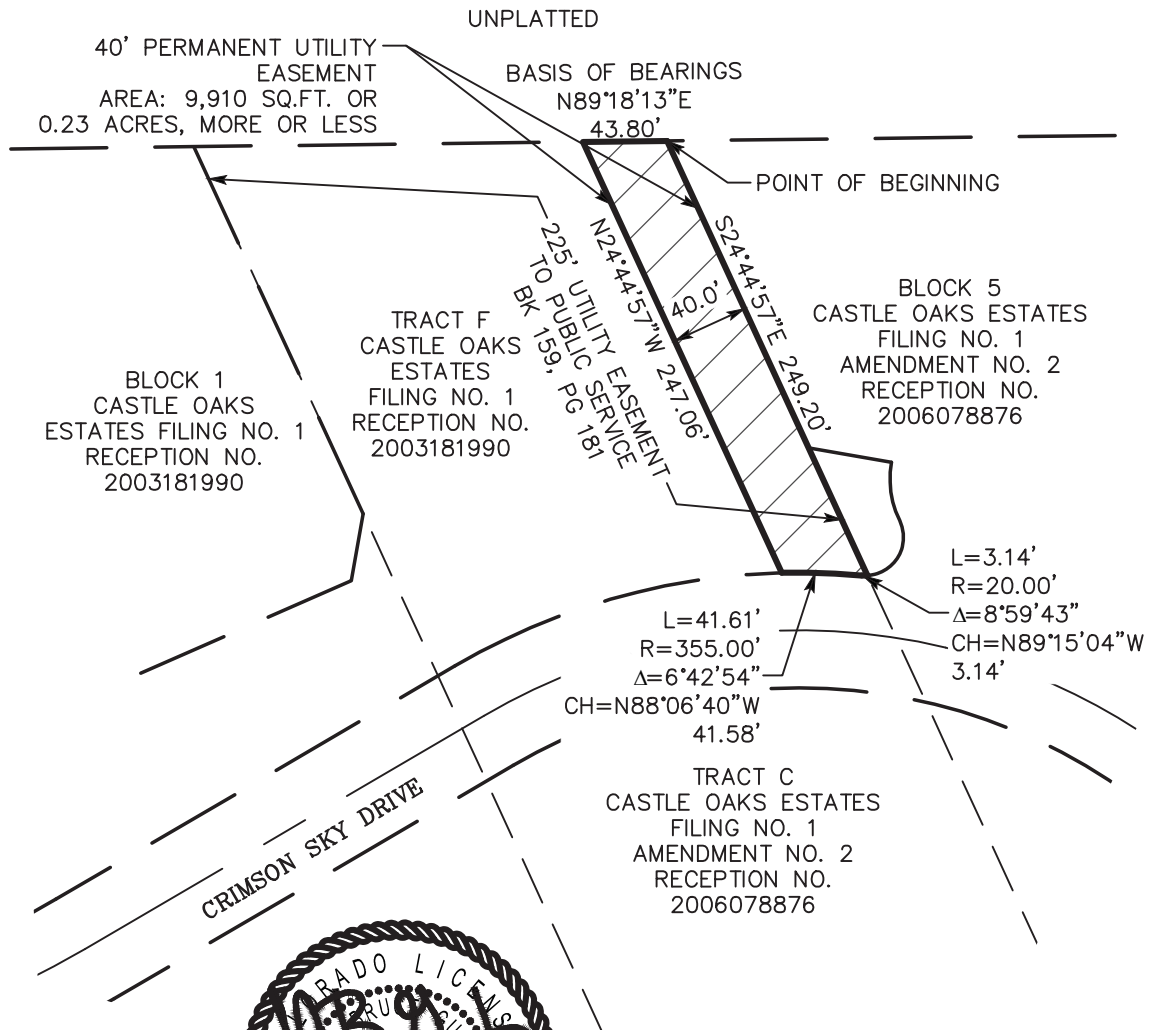 UNPLATTED
40' PERMANENT UTILITY
EASEMENT
AREA: 9,910 SQ.FT. OR
0.23 ACRES, MORE OR LESS
BASIS OF BEARINGS
N89°18'13"E
43.80'
POINT OF BEGINNING
225' UTILITY EASEMENT
TO PUBLIC SERVICE
BK 159, PG 181
N24°44'57"W 247.06'
40.0'
S24°44'57"E 249.20'
BLOCK 5
CASTLE OAKS ESTATES
FILING NO. 1
AMENDMENT NO. 2
RECEPTION NO.
2006078876
TRACT F
CASTLE OAKS
ESTATES
FILING NO. 1
RECEPTION NO.
2003181990
BLOCK 1
CASTLE OAKS
ESTATES FILING NO. 1
RECEPTION NO.
2003181990
L=3.14'
R=20.00'
Δ=8°59'43"
CH=N89°15'04"W
3.14'
L=41.61'
R=355.00'
Δ=6°42'54"
CH=N88°06'40"W
41.58'
TRACT C
CASTLE OAKS ESTATES
FILING NO. 1
AMENDMENT NO. 2
RECEPTION NO.
2006078876
CRIMSON SKY DRIVE
RADO LICENS